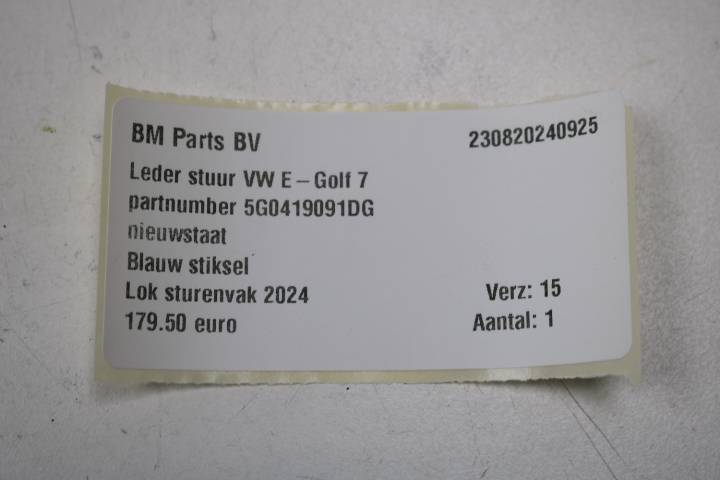 BM Parts BV 230820240925
Leder stuur VW E – Golf 7
partnumber 5G0419091DG
nieuwstaat
Blauw stiksel
Lok sturenvak 2024 Verz: 15
179.50 euro Aantal: 1